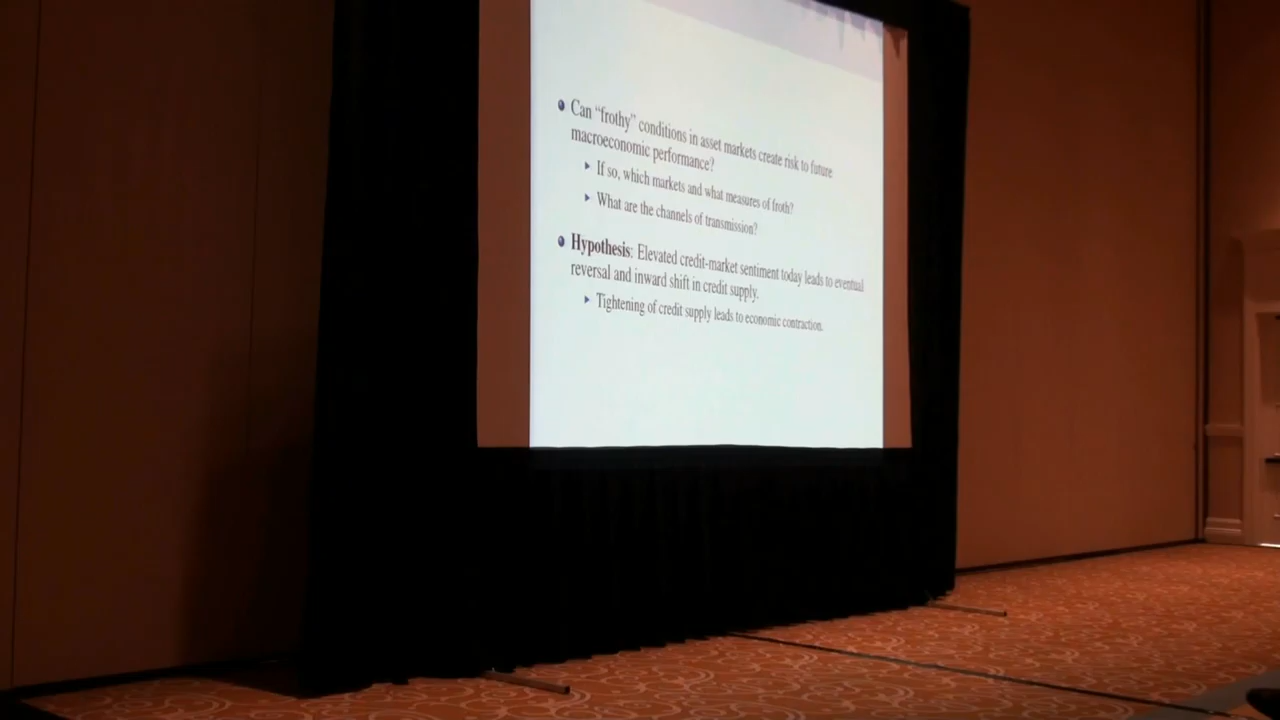 Can “frothy” conditions in asset markets create risk to future
macroeconomic performance?
If so, which markets and what measures of froth?
What are the channels of transmission?
Hypothesis: Elevated credit-market sentiment today leads to eventual
reversal and inward shift in credit supply.
Tightening of credit supply leads to economic contraction.